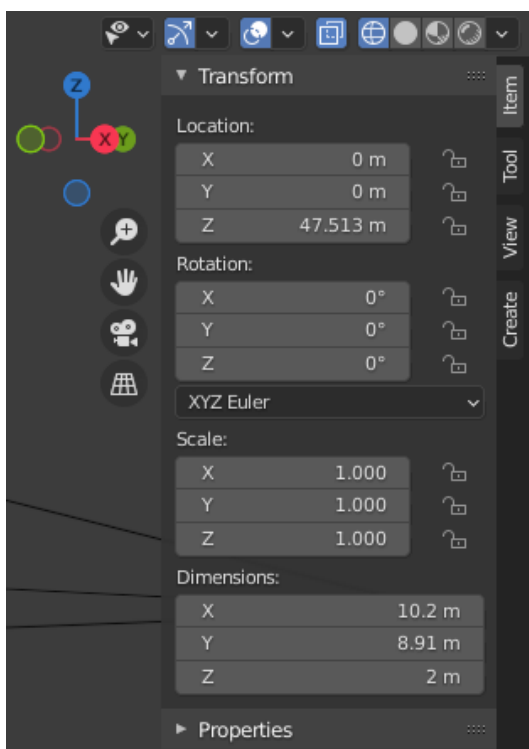 Transform
Item
Tool
View
Create
Z
X Y
Location:
X 0 m
Y 0 m
Z 47.513 m
Rotation:
X 0°
Y 0°
Z 0°
XYZ Euler
Scale:
X 1.000
Y 1.000
Z 1.000
Dimensions:
X 10.2 m
Y 8.91 m
Z 2 m
Properties